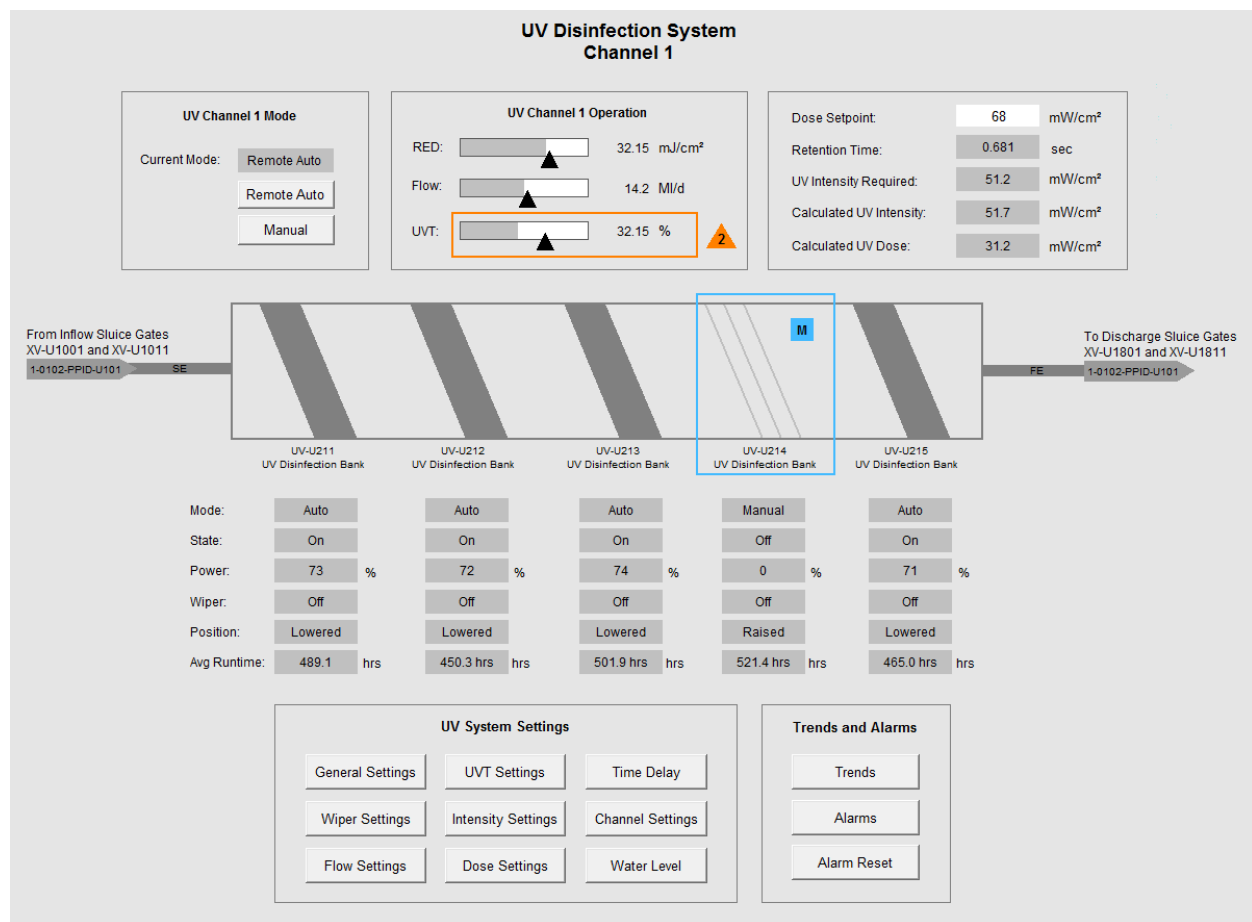 UV Disinfection System
Channel 1
UV Channel 1 Mode
Current Mode: Remote Auto
Remote Auto
Manual
UV Channel 1 Operation
RED: 32.15 mJ/cm²
Flow: 14.2 Ml/d
UVT: 32.15 %
2
Dose Setpoint: 68 mW/cm²
Retention Time: 0.681 sec
UV Intensity Required: 51.2 mW/cm²
Calculated UV Intensity: 51.7 mW/cm²
Calculated UV Dose: 31.2 mW/cm²
From Inflow Sluice Gates
XV-U1001 and XV-U1011
1-0102-PPID-U101 SE
M
To Discharge Sluice Gates
XV-U1801 and XV-U1811
FE 1-0102-PPID-U101
UV-U211 UV-U212 UV-U213 UV-U214 UV-U215
UV Disinfection Bank UV Disinfection Bank UV Disinfection Bank UV Disinfection Bank UV Disinfection Bank
Mode: Auto Auto Auto Manual Auto
State: On On On Off On
Power: 73 % 72 % 74 % 0 % 71 %
Wiper: Off Off Off Off Off
Position: Lowered Lowered Lowered Raised Lowered
Avg Runtime: 489.1 hrs 450.3 hrs hrs 501.9 hrs hrs 521.4 hrs hrs 465.0 hrs hrs
UV System Settings
General Settings UVT Settings Time Delay
Wiper Settings Intensity Settings Channel Settings
Flow Settings Dose Settings Water Level
Trends and Alarms
Trends
Alarms
Alarm Reset